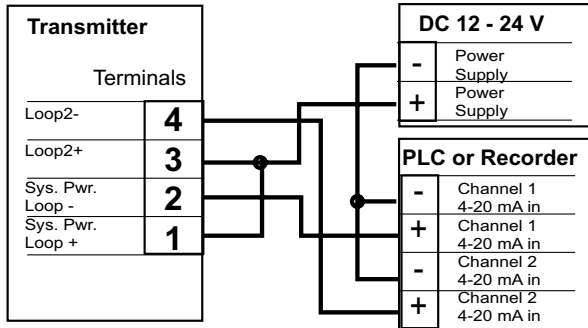 Transmitter
Terminals
Loop2-
4
Loop2+
3
Sys. Pwr.
Loop -
2
Sys. Pwr.
Loop +
1
DC 12 - 24 V
-
Power
Supply
+
Power
Supply
PLC or Recorder
-
Channel 1
4-20 mA in
+
Channel 1
4-20 mA in
-
Channel 2
4-20 mA in
+
Channel 2
4-20 mA in